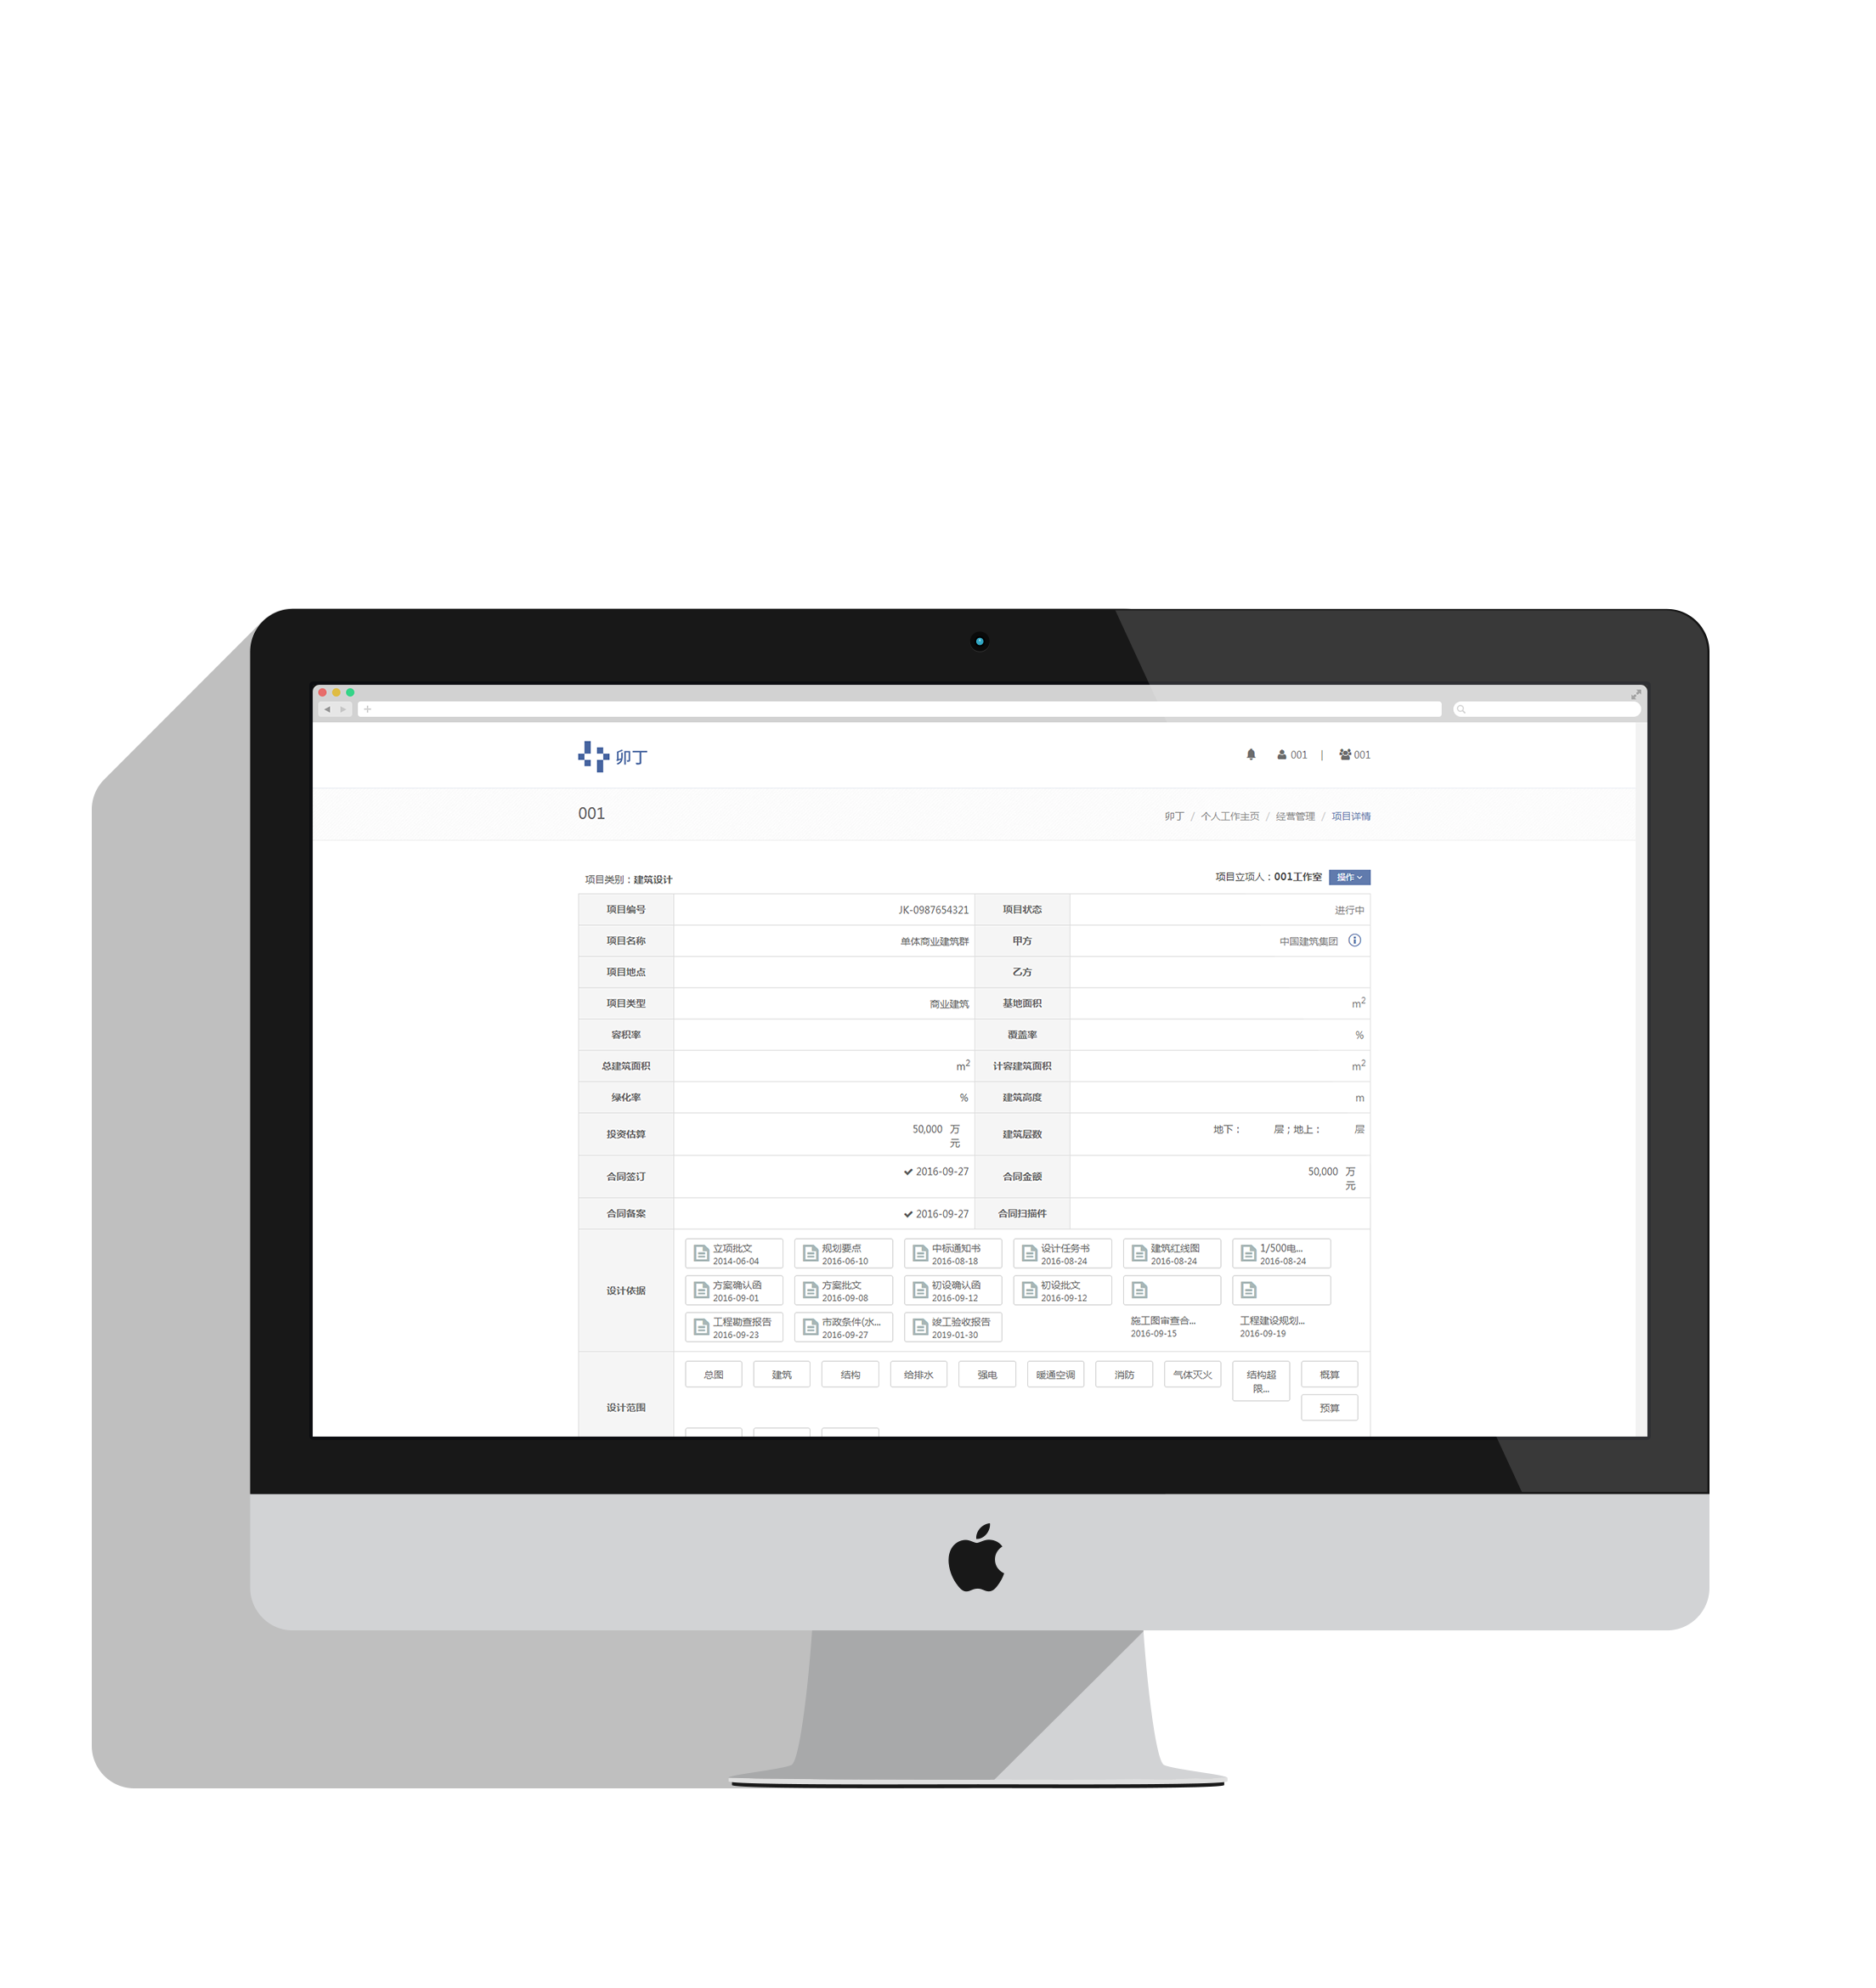 卯丁
001 | 001
001
卯丁 / 个人工作主页 / 经营管理 / 项目详情
项目类别：建筑设计
项目立项人：001工作室 操作
项目编号 JK-0987654321 项目状态 进行中
项目名称 单体商业建筑群 甲方 中国建筑集团
项目地点 乙方
项目类型 商业建筑 基地面积 m²
容积率 覆盖率 %
总建筑面积 m² 计容建筑面积 m²
绿化率 % 建筑高度 m
投资估算 50,000 万元 建筑层数 地下： 层；地上： 层
合同签订 2016-09-27 合同金额 50,000 万元
合同备案 2016-09-27 合同扫描件
设计依据
立项批文 规划要点 中标通知书 设计任务书 建筑红线图 1/500电...
2014-06-04 2016-06-10 2016-08-18 2016-08-24 2016-08-24 2016-08-24
方案确认函 方案批文 初设确认函 初设批文
2016-09-01 2016-09-08 2016-09-12 2016-09-12
工程勘查报告 市政条件(水... 竣工验收报告 施工图审查合... 工程建设规划...
2016-09-23 2016-09-27 2019-01-30 2016-09-15 2016-09-19
设计范围
总图 建筑 结构 给排水 强电 暖通空调 消防 气体灭火 结构超限... 概算
预算